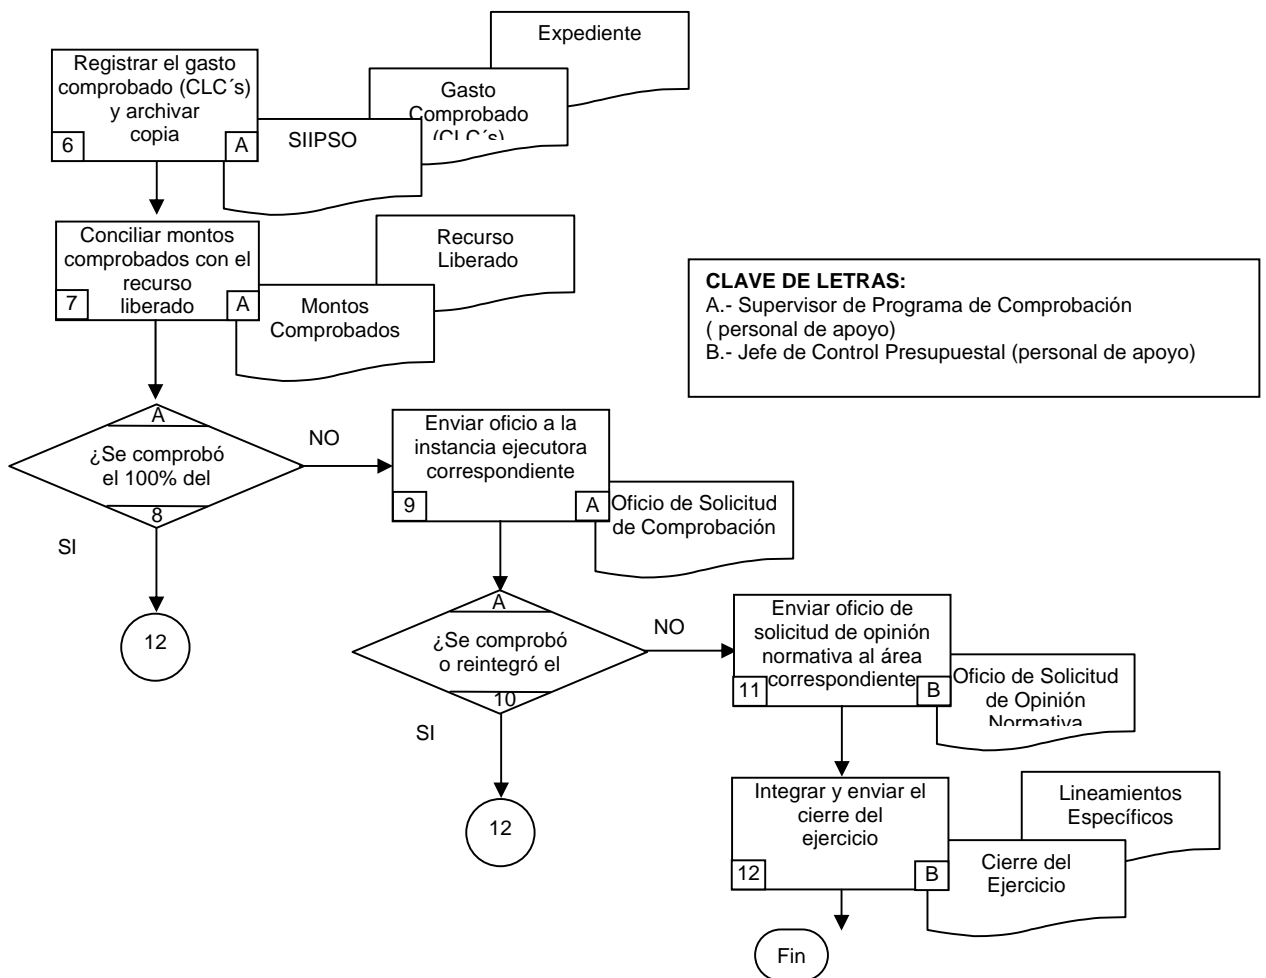 Expediente
Registrar el gasto
comprobado (CLC´s)
y archivar
copia
6
A
Gasto
Comprobado
(CLC´s)
SIIPSO
Conciliar montos
comprobados con el
recurso
liberado
7
A
Recurso
Liberado
Montos
Comprobados
CLAVE DE LETRAS:
A.- Supervisor de Programa de Comprobación
( personal de apoyo)
B.- Jefe de Control Presupuestal (personal de apoyo)
A
¿Se comprobó
el 100% del
8
NO
SI
12
Enviar oficio a la
instancia ejecutora
correspondiente
9
A
Oficio de Solicitud
de Comprobación
A
¿Se comprobó
o reintegró el
10
NO
SI
12
Enviar oficio de
solicitud de opinión
normativa al área
correspondiente
11
B
Oficio de Solicitud
de Opinión
Normativa
Integrar y enviar el
cierre del
ejercicio
12
B
Lineamientos
Específicos
Cierre del
Ejercicio
Fin